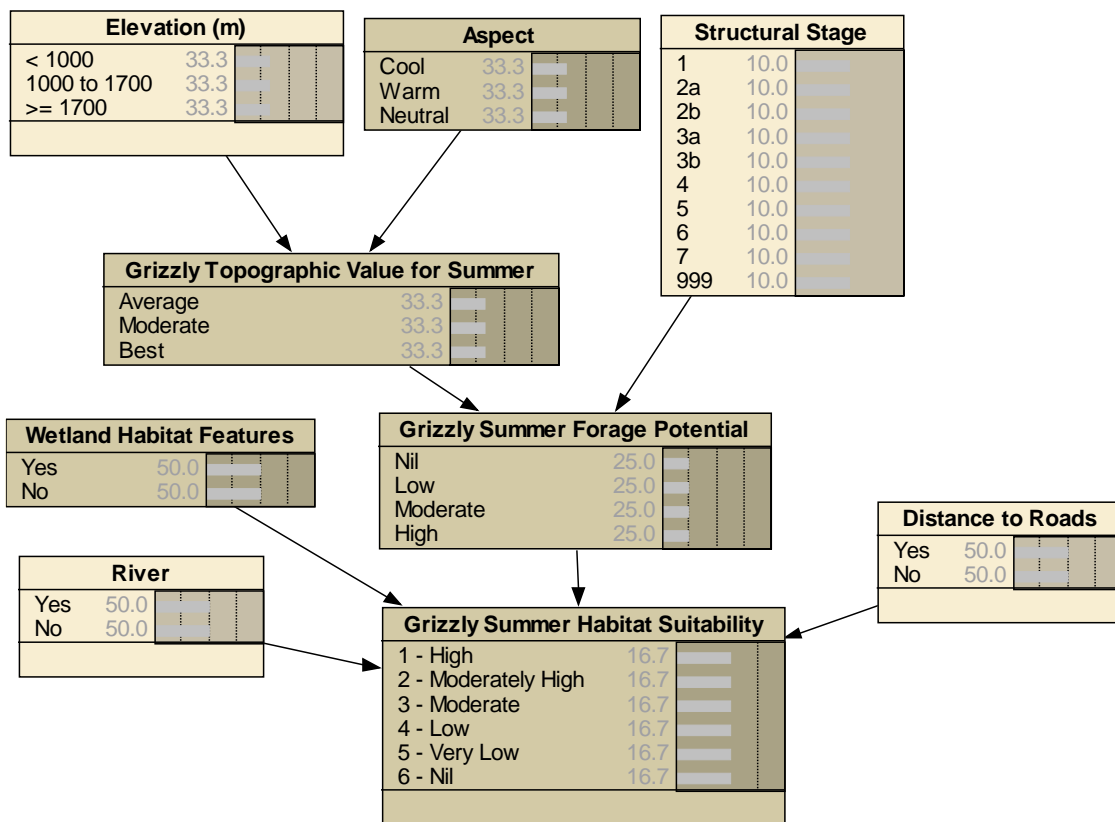 Elevation (m)
< 1000 33.3
1000 to 1700 33.3
>= 1700 33.3
Aspect
Cool 33.3
Warm 33.3
Neutral 33.3
Structural Stage
1 10.0
2a 10.0
2b 10.0
3a 10.0
3b 10.0
4 10.0
5 10.0
6 10.0
7 10.0
999 10.0
Grizzly Topographic Value for Summer
Average 33.3
Moderate 33.3
Best 33.3
Wetland Habitat Features
Yes 50.0
No 50.0
Grizzly Summer Forage Potential
Nil 25.0
Low 25.0
Moderate 25.0
High 25.0
Distance to Roads
Yes 50.0
No 50.0
River
Yes 50.0
No 50.0
Grizzly Summer Habitat Suitability
1 - High 16.7
2 - Moderately High 16.7
3 - Moderate 16.7
4 - Low 16.7
5 - Very Low 16.7
6 - Nil 16.7